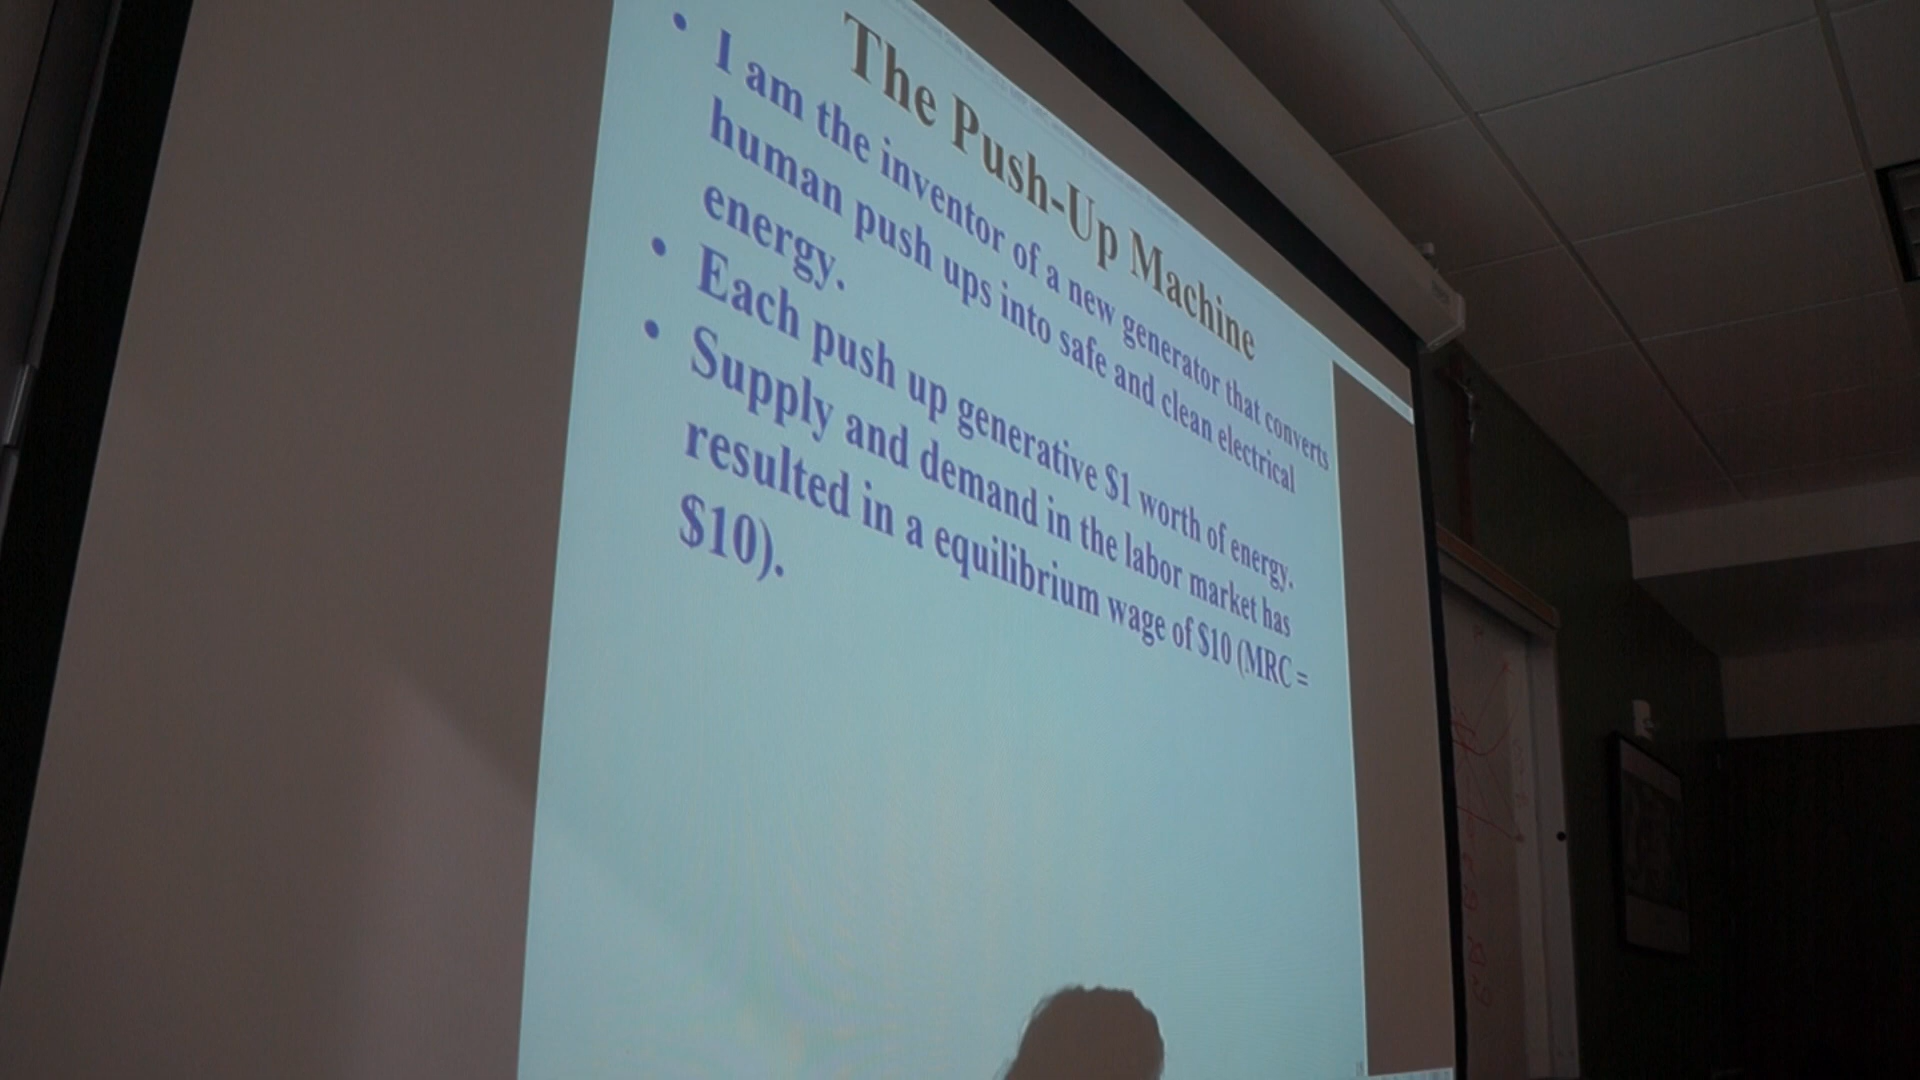 The Push-Up Machine
• I am the inventor of a new generator that converts
human push ups into safe and clean electrical
energy.
• Each push up generative $1 worth of energy.
• Supply and demand in the labor market has
resulted in a equilibrium wage of $10 (MRC =
$10).